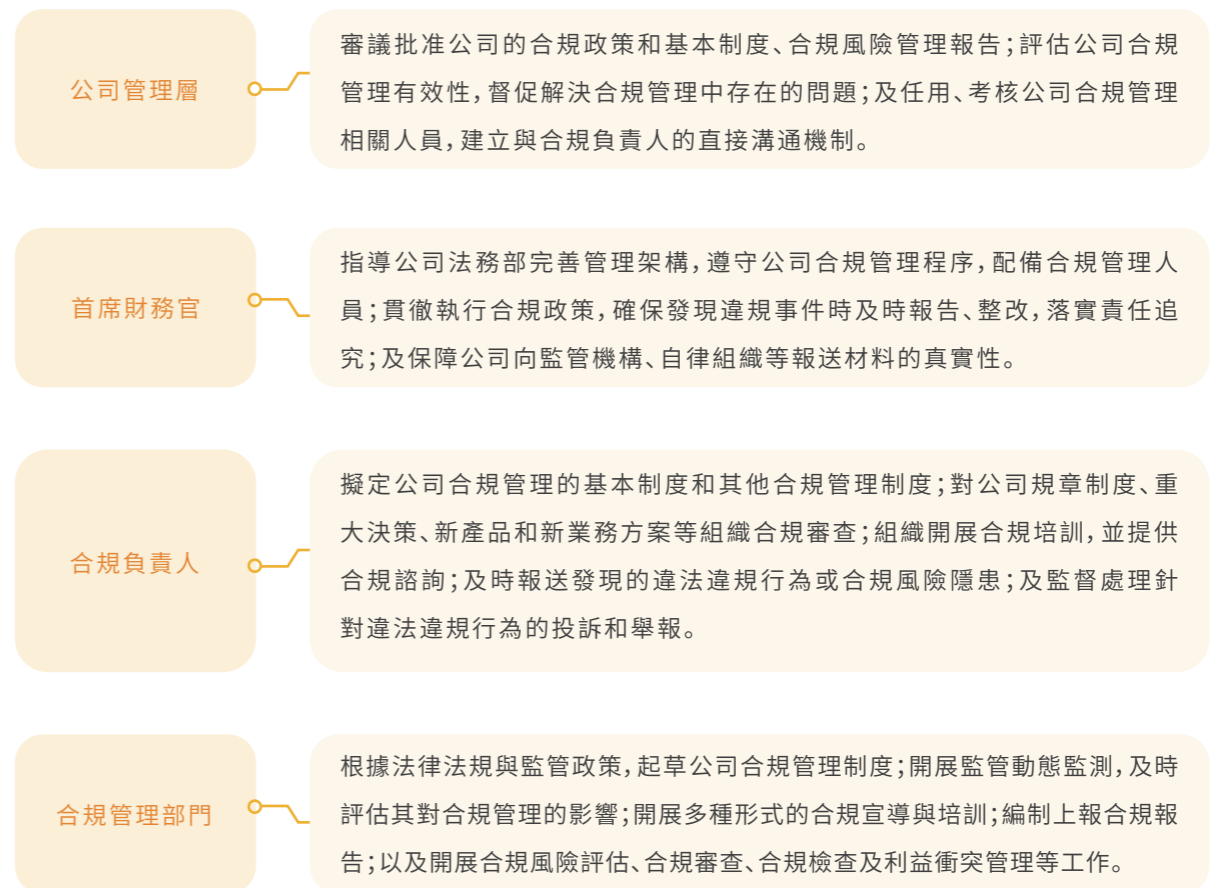 公司管理層
審議批准公司的合規政策和基本制度、合規風險管理報告；評估公司合規
管理有效性，督促解決合規管理中存在的問題；及任用、考核公司合規管理
相關人員，建立與合規負責人的直接溝通機制。
首席財務官
指導公司法務部完善管理架構，遵守公司合規管理程序，配備合規管理人
員；貫徹執行合規政策，確保發現違規事件時及時報告、整改，落實責任追
究；及保障公司向監管機構、自律組織等報送材料的真實性。
合規負責人
擬定公司合規管理的基本制度和其他合規管理制度；對公司規章制度、重
大決策、新產品和新業務方案等組織合規審查；組織開展合規培訓，並提供
合規諮詢；及時報送發現的違法違規行為或合規風險隱患；及監督處理針
對違法違規行為的投訴和舉報。
合規管理部門
根據法律法規與監管政策，起草公司合規管理制度；開展監管動態監測，及時
評估其對合規管理的影響；開展多種形式的合規宣導與培訓；編制上報合規報
告；以及開展合規風險評估、合規審查、合規檢查及利益衝突管理等工作。